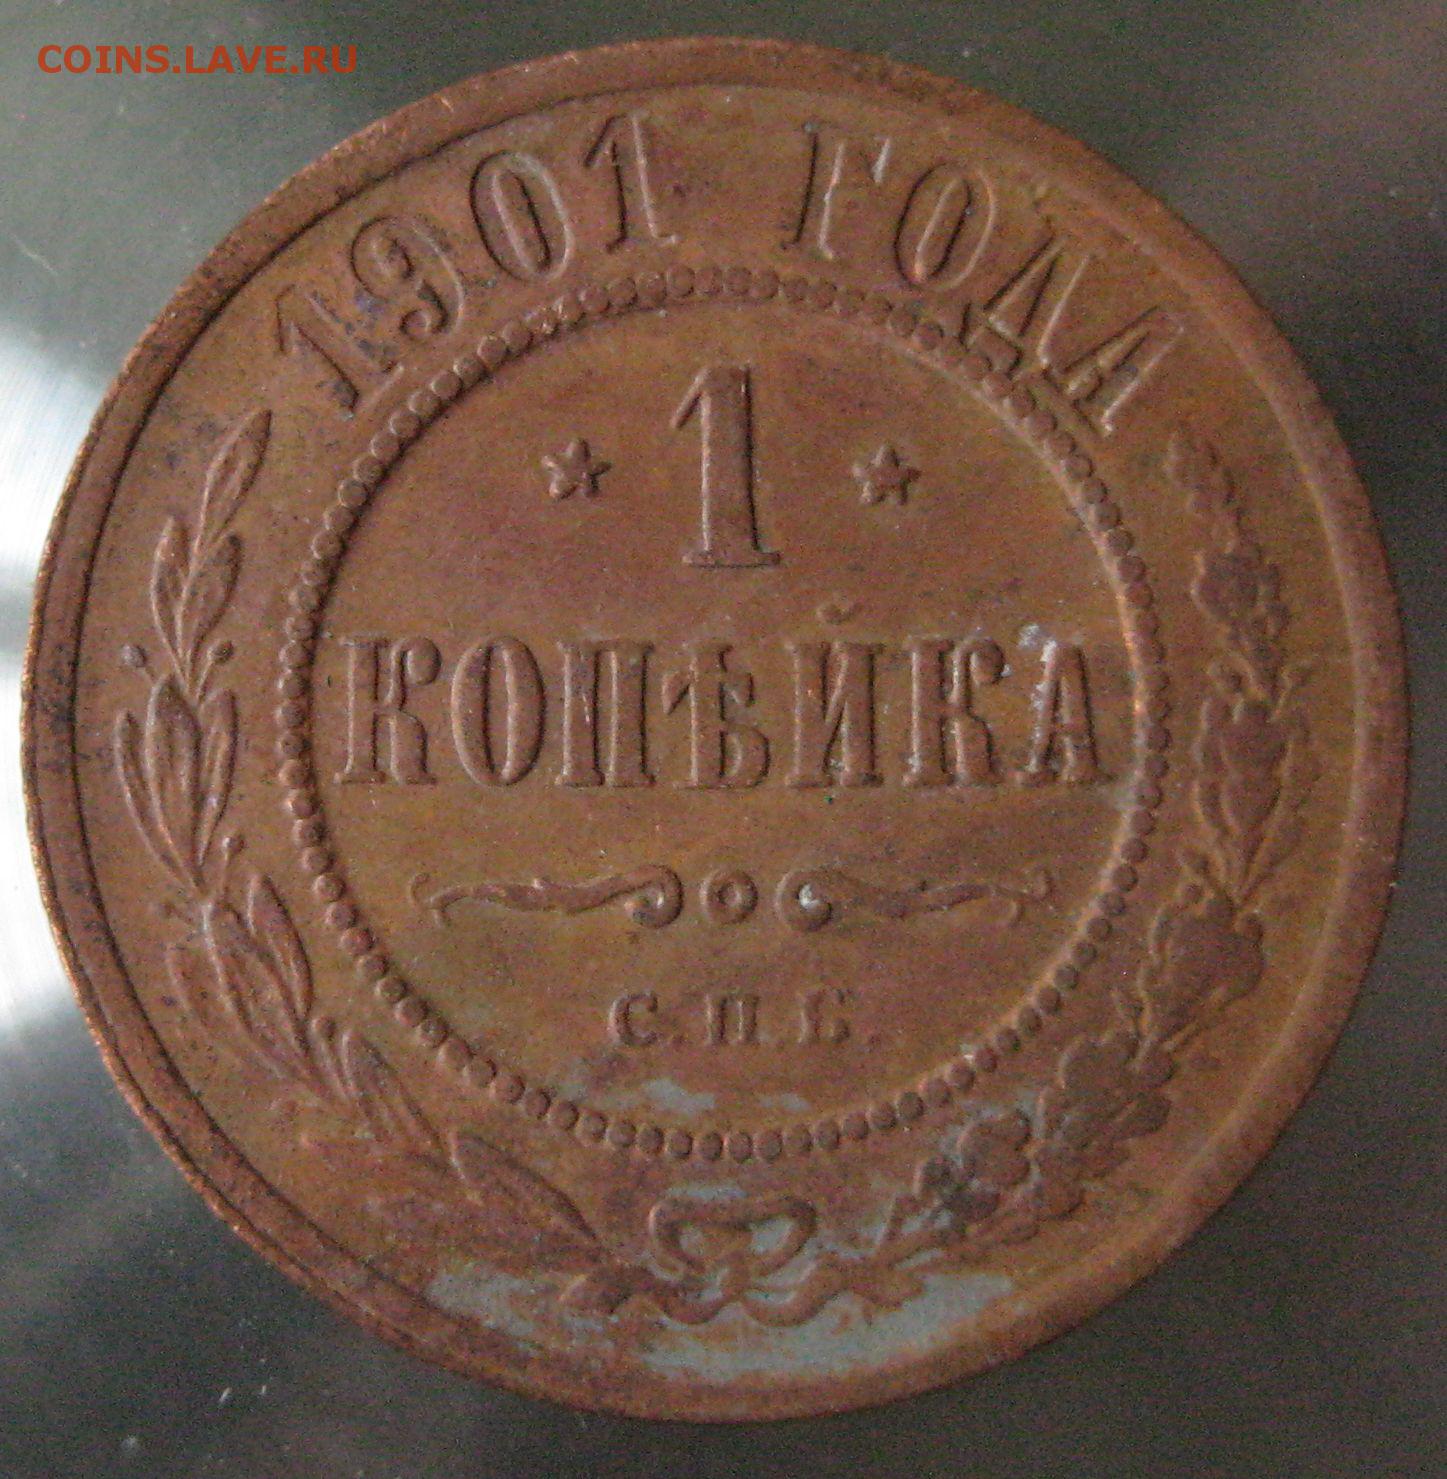 COINS.LAVE.RU
1901 ГОДА
* 1 *
КОПѢЙКА
С.П.Б.